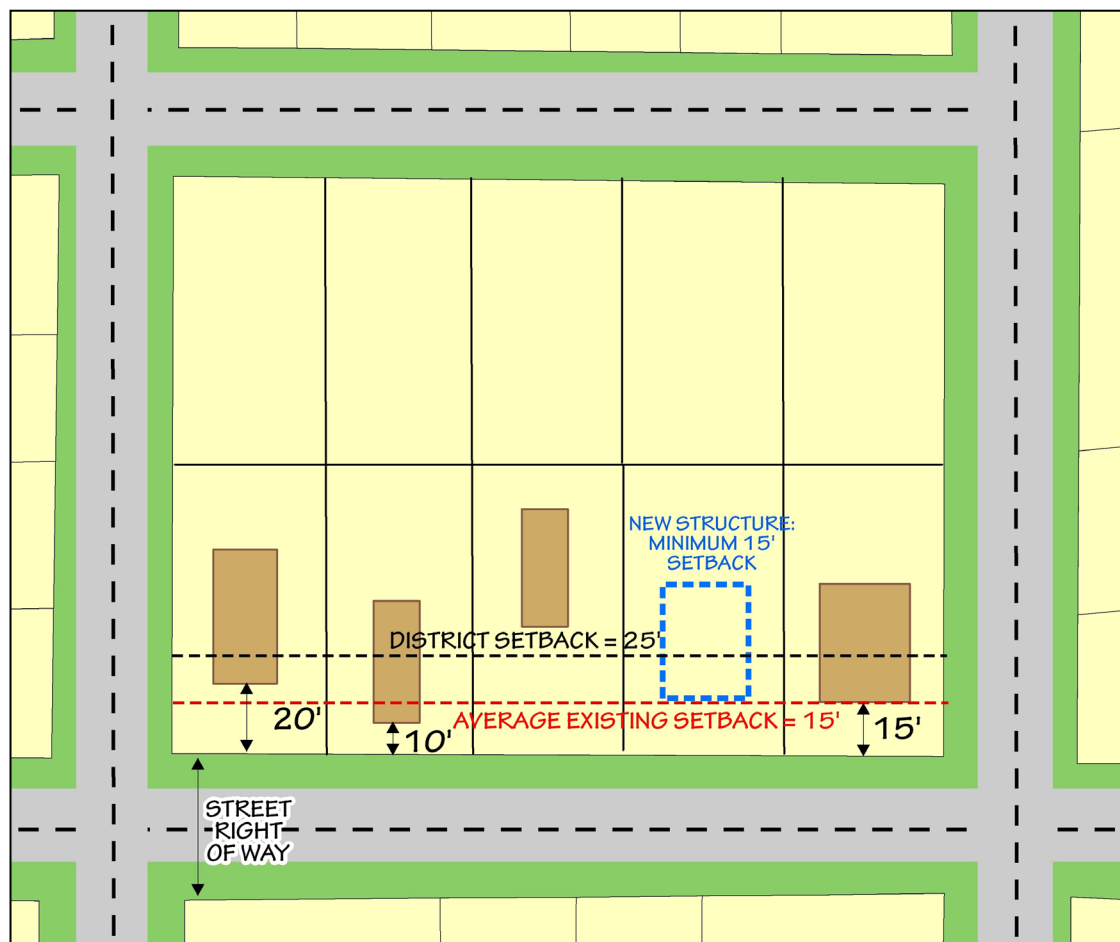 NEW STRUCTURE:
MINIMUM 15'
SETBACK
DISTRICT SETBACK = 25'
AVERAGE EXISTING SETBACK = 15'
20'
10'
15'
STREET
RIGHT
OF WAY